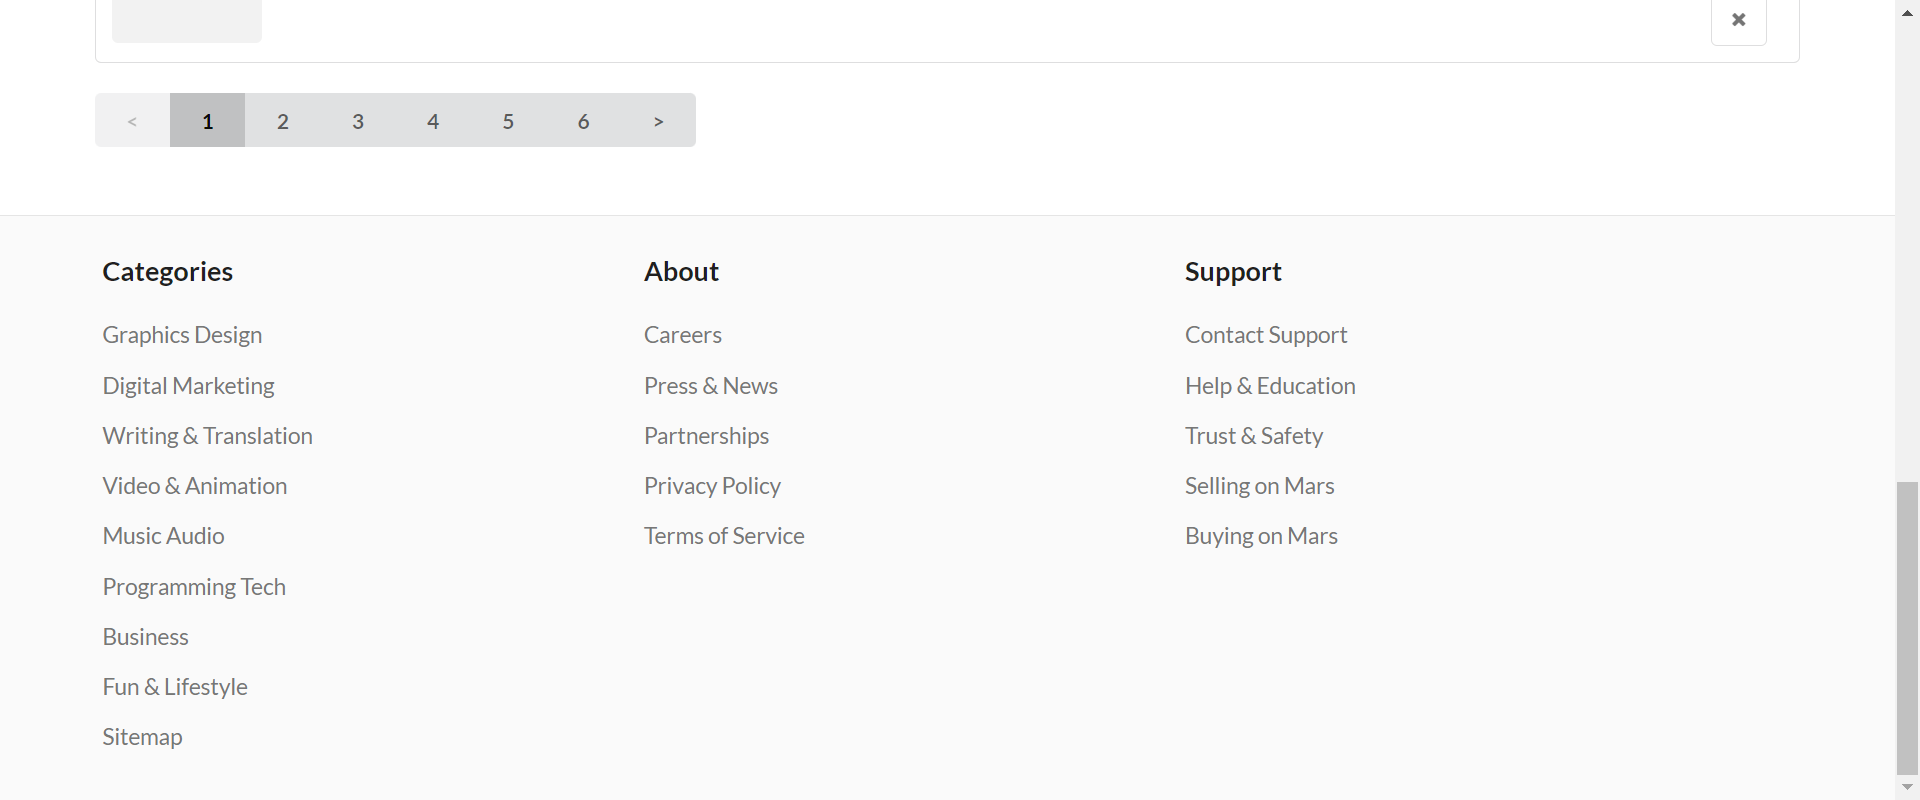 ✖
< 1 2 3 4 5 6 >
Categories
Graphics Design
Digital Marketing
Writing & Translation
Video & Animation
Music Audio
Programming Tech
Business
Fun & Lifestyle
Sitemap
About
Careers
Press & News
Partnerships
Privacy Policy
Terms of Service
Support
Contact Support
Help & Education
Trust & Safety
Selling on Mars
Buying on Mars